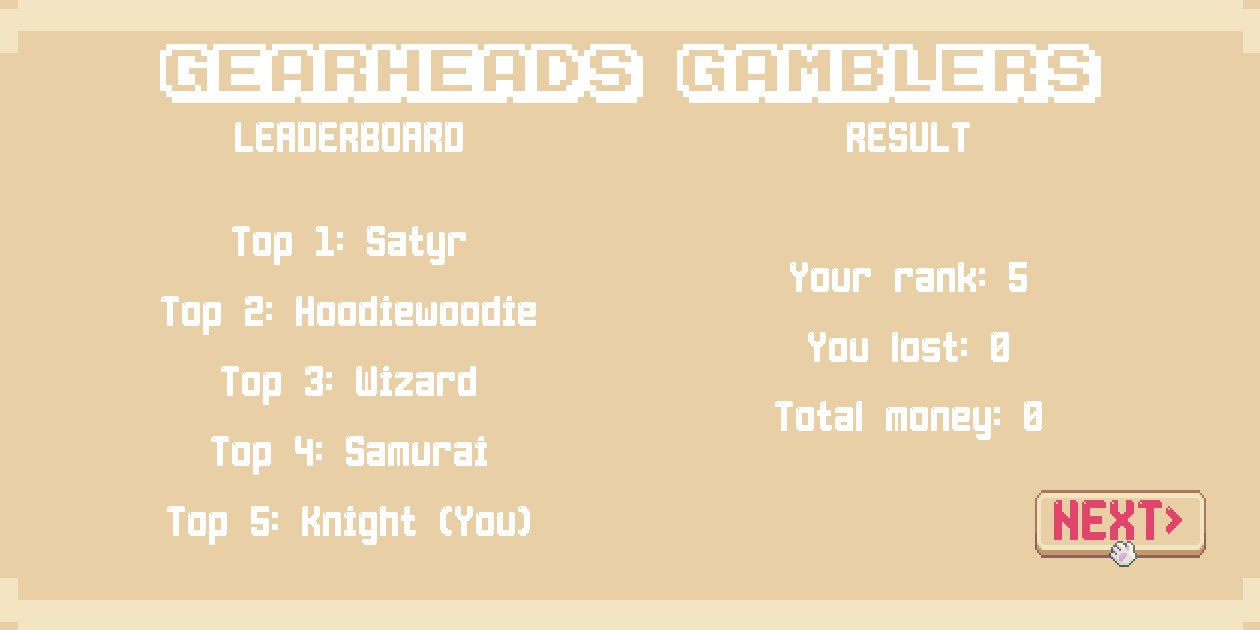 GEARHEADS GAMBLERS
LEADERBOARD
Top 1: Satyr
Top 2: Hoodiewoodie
Top 3: Wizard
Top 4: Samurai
Top 5: Knight (You)
RESULT
Your rank: 5
You lost: 0
Total money: 0
NEXT>